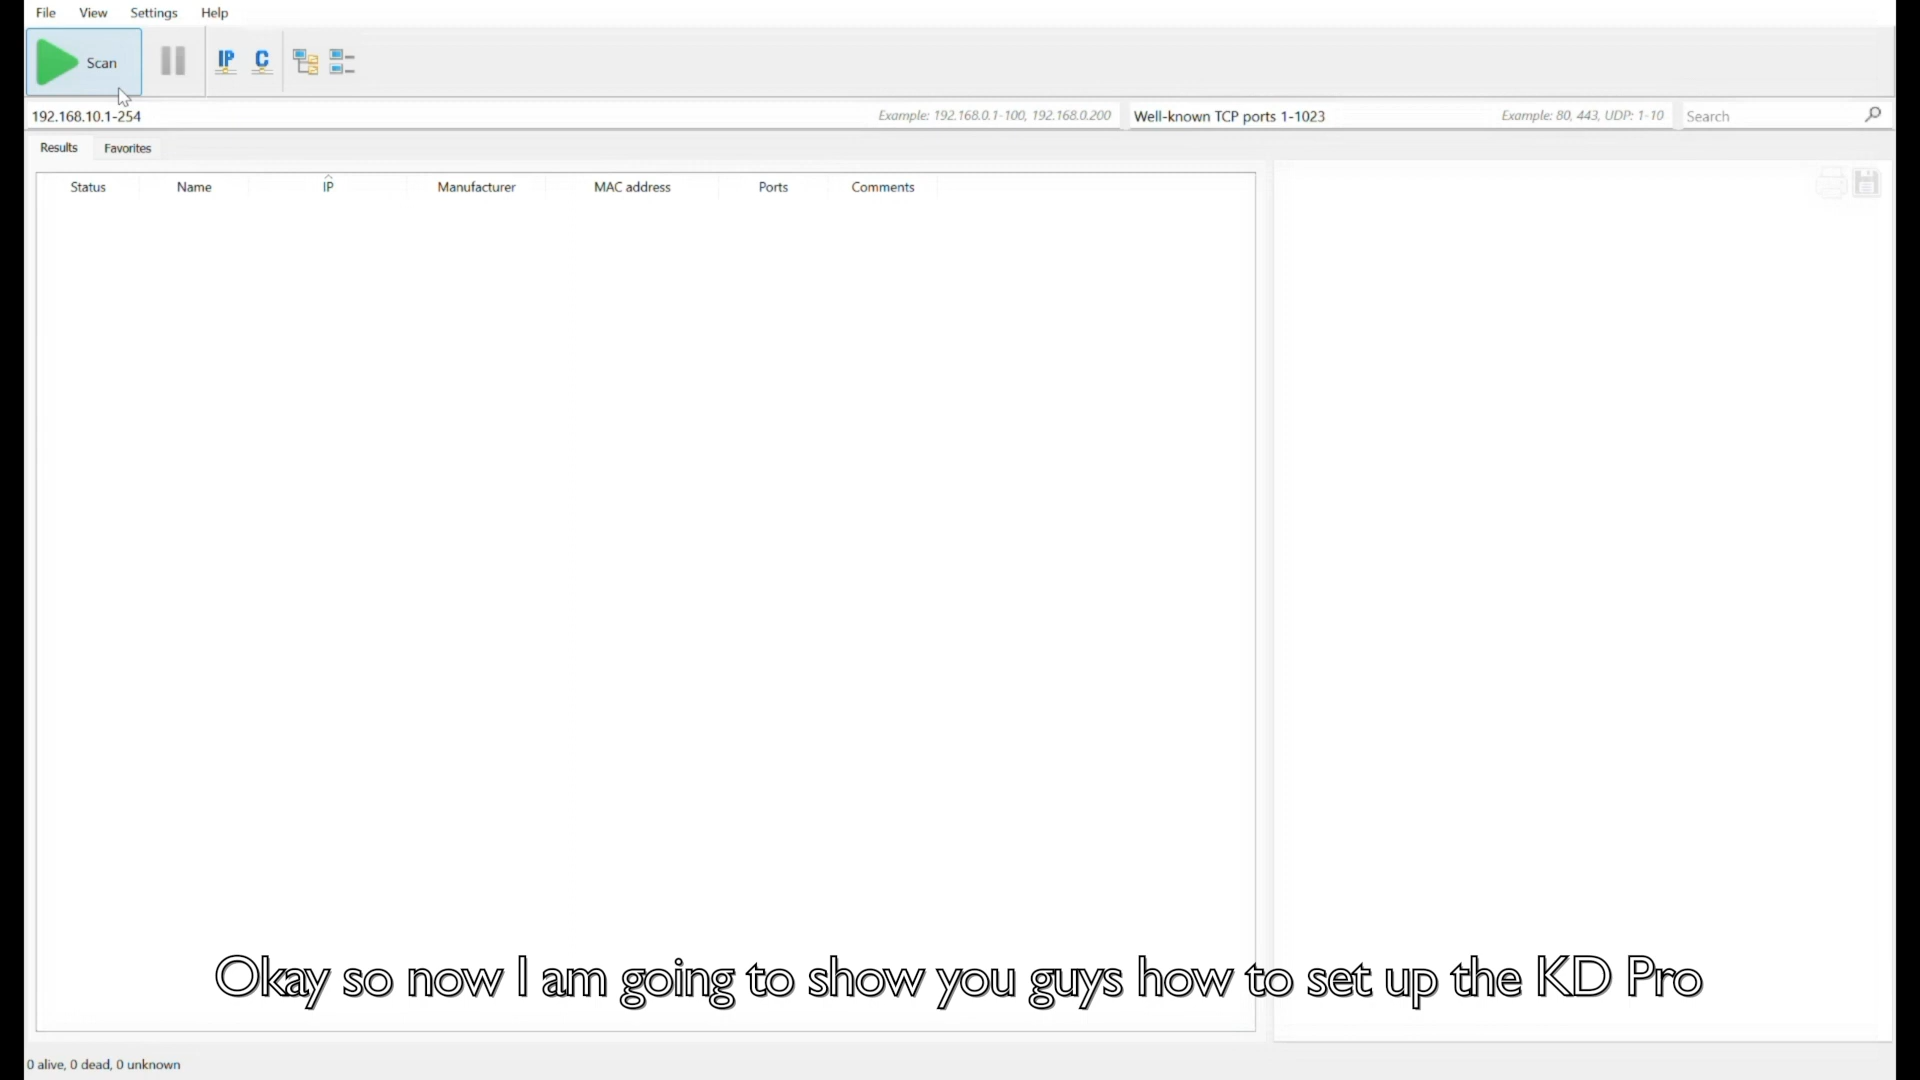 File View Settings Help
Scan IP C
192.168.10.1-254 Example: 192.168.0.1-100, 192.168.0.200 Well-known TCP ports 1-1023 Example: 80, 443, UDP: 1-10 Search
Results Favorites
Status Name IP Manufacturer MAC address Ports Comments
Okay so now I am going to show you guys how to set up the KD Pro
0 alive, 0 dead, 0 unknown